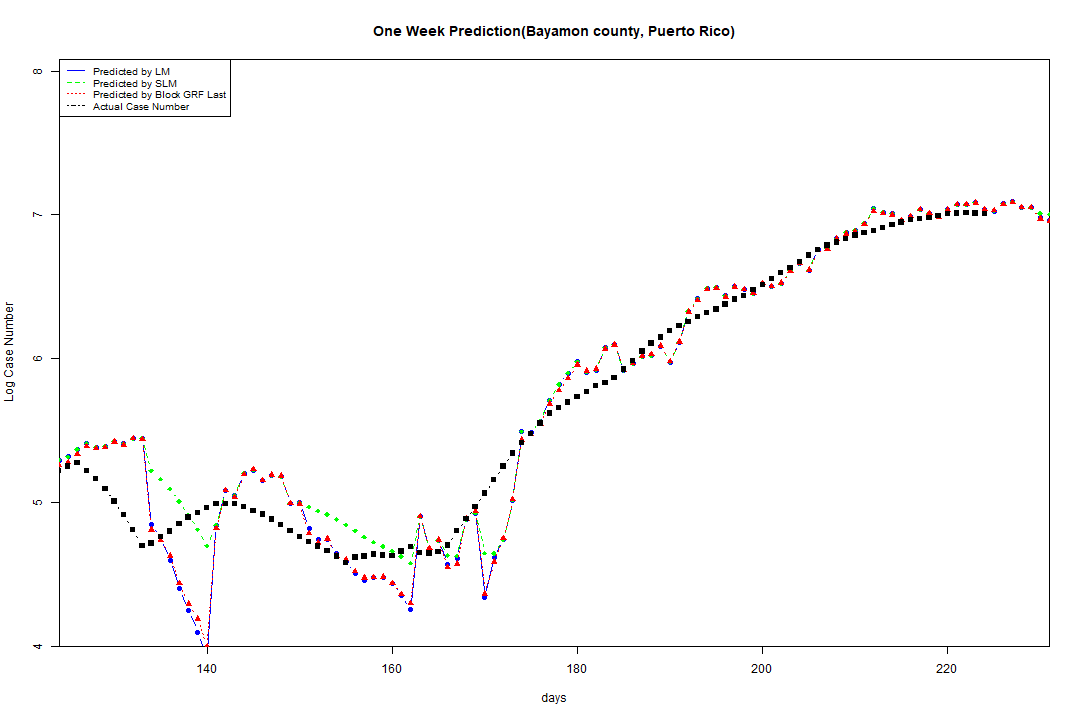 One Week Prediction(Bayamon county, Puerto Rico)
Predicted by LM
Predicted by SLM
Predicted by Block GRF Last
Actual Case Number
8
7
6
5
4
Log Case Number
140 160 180 200 220
days